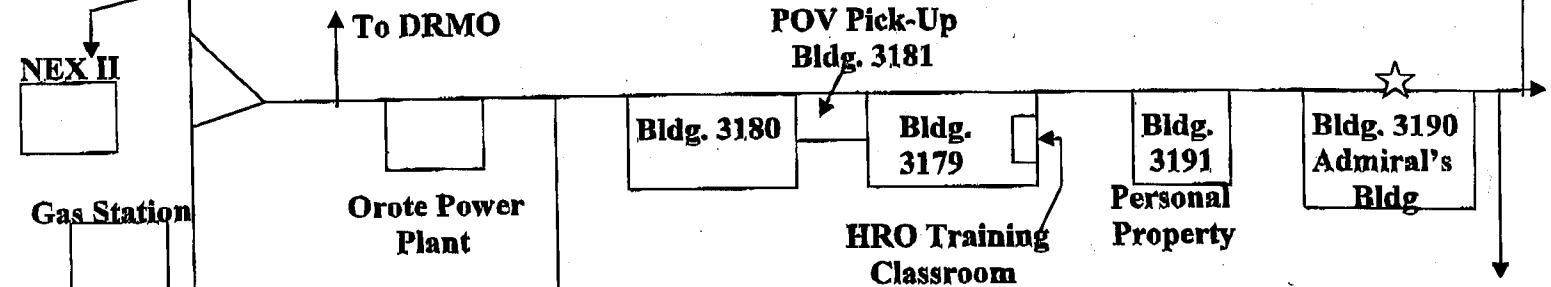 To DRMO
POV Pick-Up
Bldg. 3181
NEX II
Bldg. 3180
Bldg.
3179
Bldg.
3191
Personal
Property
Bldg. 3190
Admiral's
Bldg
Gas Station
Orote Power
Plant
HRO Training
Classroom